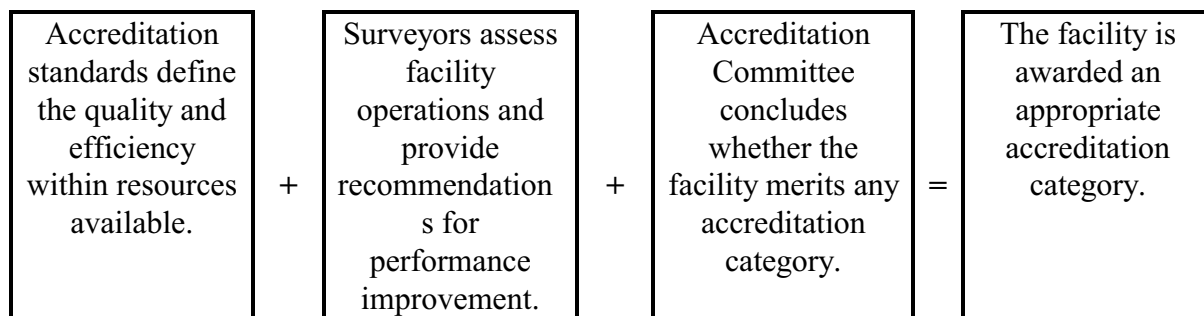 Accreditation
standards define
the quality and
efficiency
within resources
available.
+
Surveyors assess
facility
operations and
provide
recommendation
s for
performance
improvement.
+
Accreditation
Committee
concludes
whether the
facility merits any
accreditation
category.
=
The facility is
awarded an
appropriate
accreditation
category.